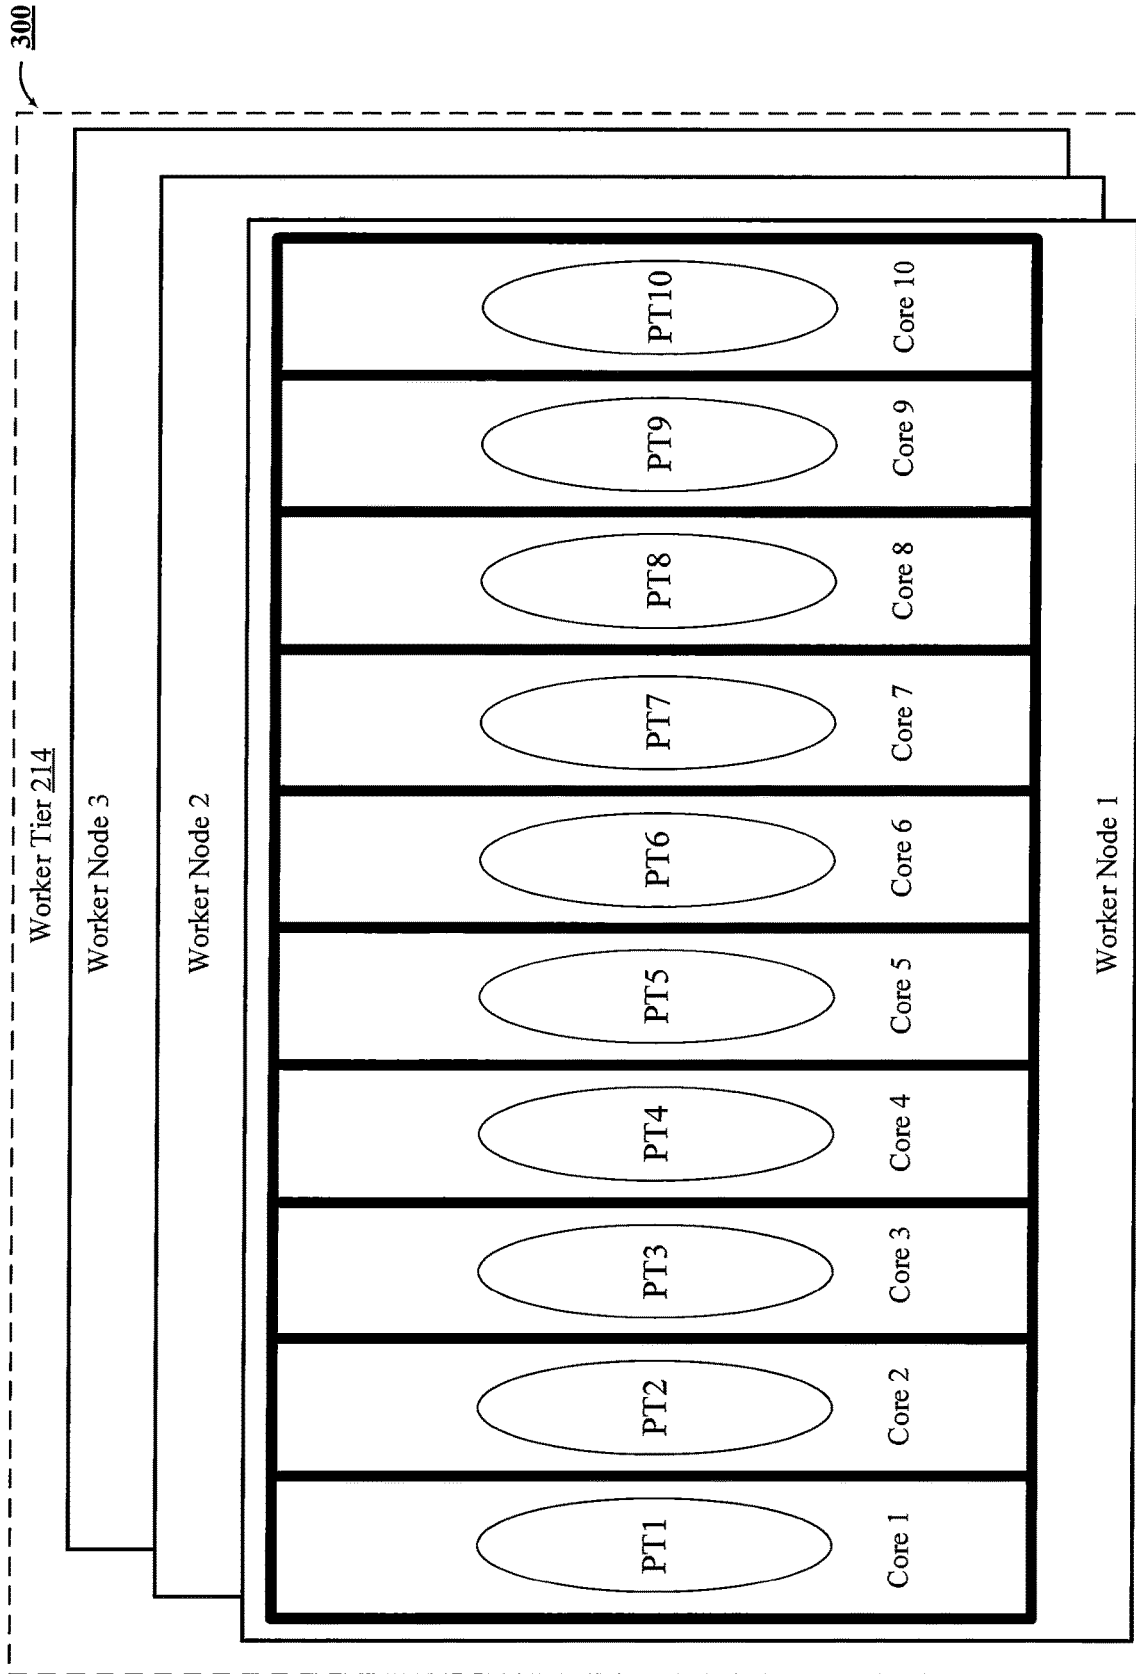 300
Worker Tier 214
Worker Node 3
Worker Node 2
PT1
PT2
PT3
PT4
PT5
PT6
PT7
PT8
PT9
PT10
Core 1
Core 2
Core 3
Core 4
Core 5
Core 6
Core 7
Core 8
Core 9
Core 10
Worker Node 1